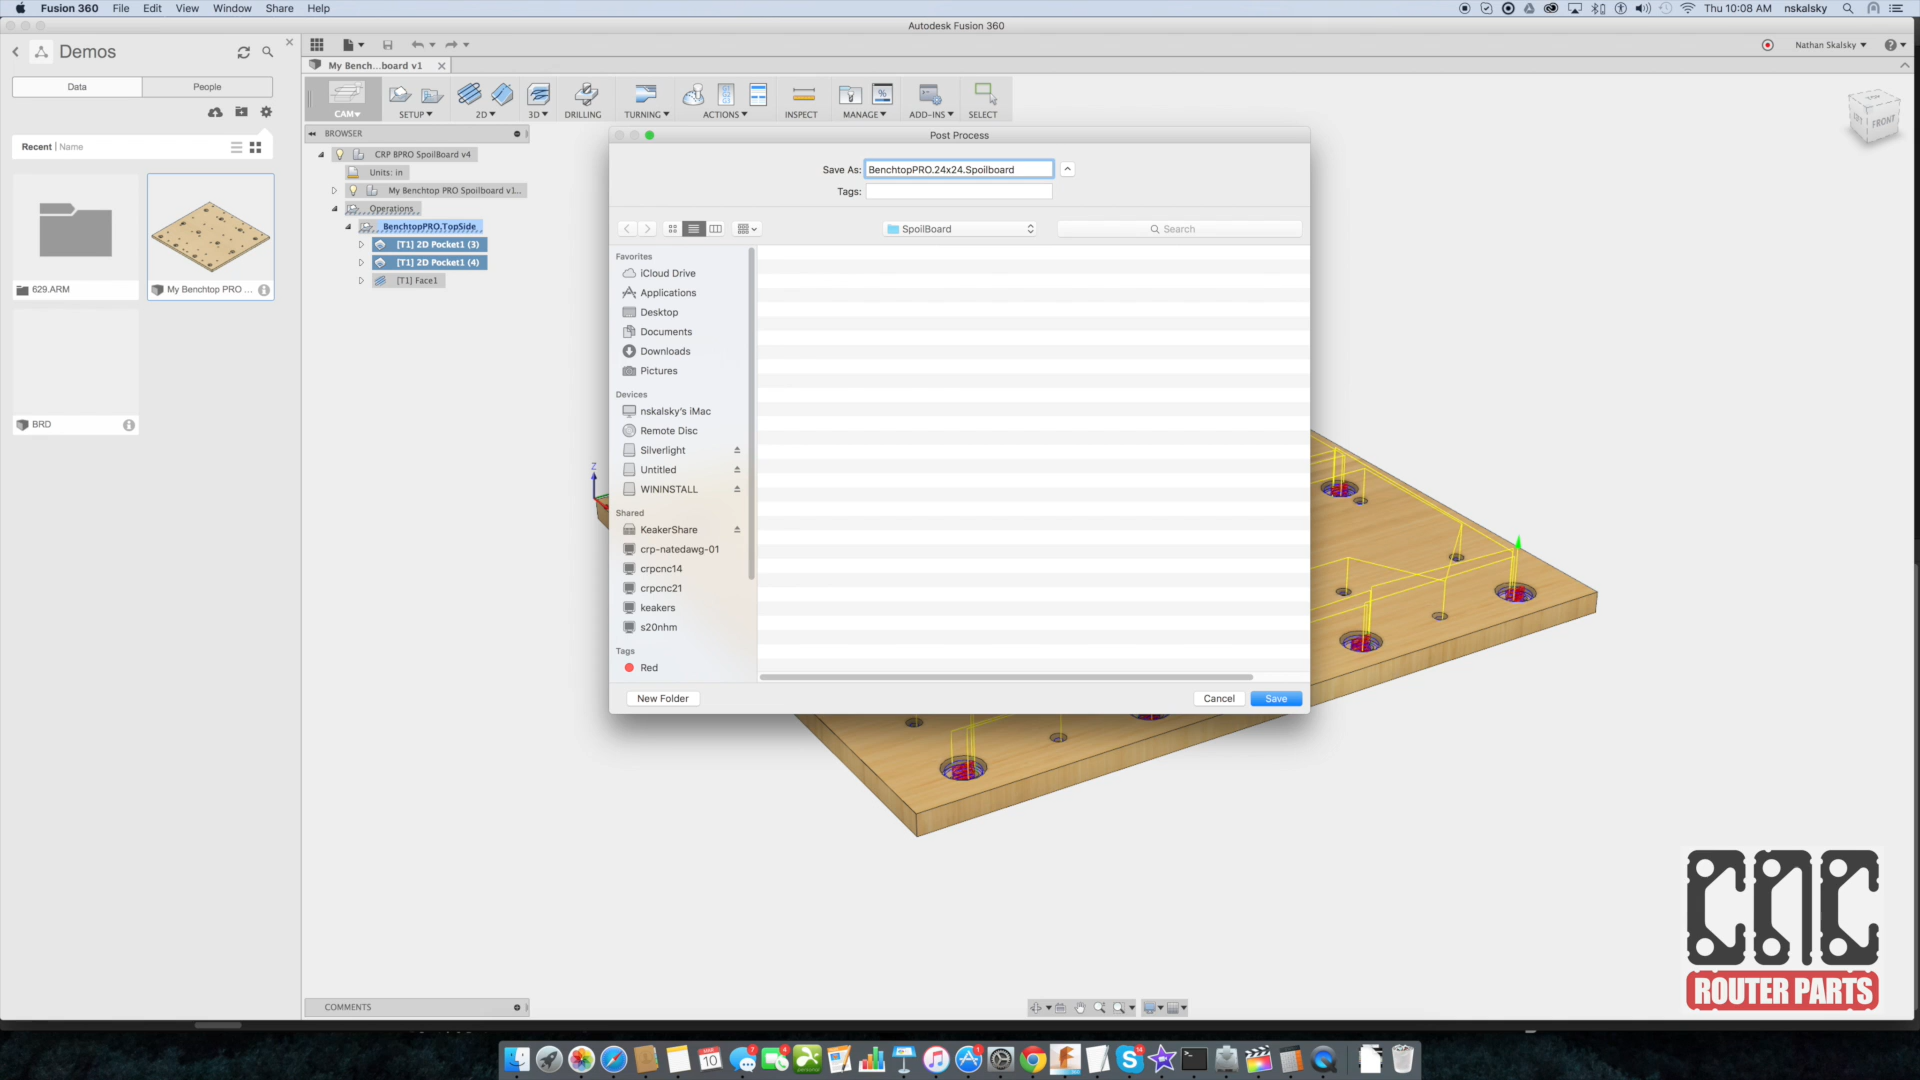 Fusion 360 File Edit View Window Share Help
Thu 10:08 AM nskalsky
Autodesk Fusion 360
Demos
Nathan Skalsky
My Bench...board v1
Data People
CAM SETUP 2D 3D DRILLING TURNING ACTIONS INSPECT MANAGE ADD-INS SELECT
BROWSER
Recent Name
CRP BPRO SpoilBoard v4
Units: in
My Benchtop PRO Spoilboard v1...
Operations
BenchtopPRO.TopSide
[T1] 2D Pocket1 (3)
[T1] 2D Pocket1 (4)
[T1] Face1
629.ARM
My Benchtop PRO ...
BRD
Post Process
Save As: BenchtopPRO.24x24.Spoilboard
Tags:
SpoilBoard
Search
Favorites
iCloud Drive
Applications
Desktop
Documents
Downloads
Pictures
Devices
nskalsky's iMac
Remote Disc
Silverlight
Untitled
WININSTALL
Shared
KeakerShare
crp-natedawg-01
crpcnc14
crpcnc21
keakers
s20nhm
Tags
Red
New Folder
Cancel Save
Z
FRONT
COMMENTS
CNC
ROUTER PARTS